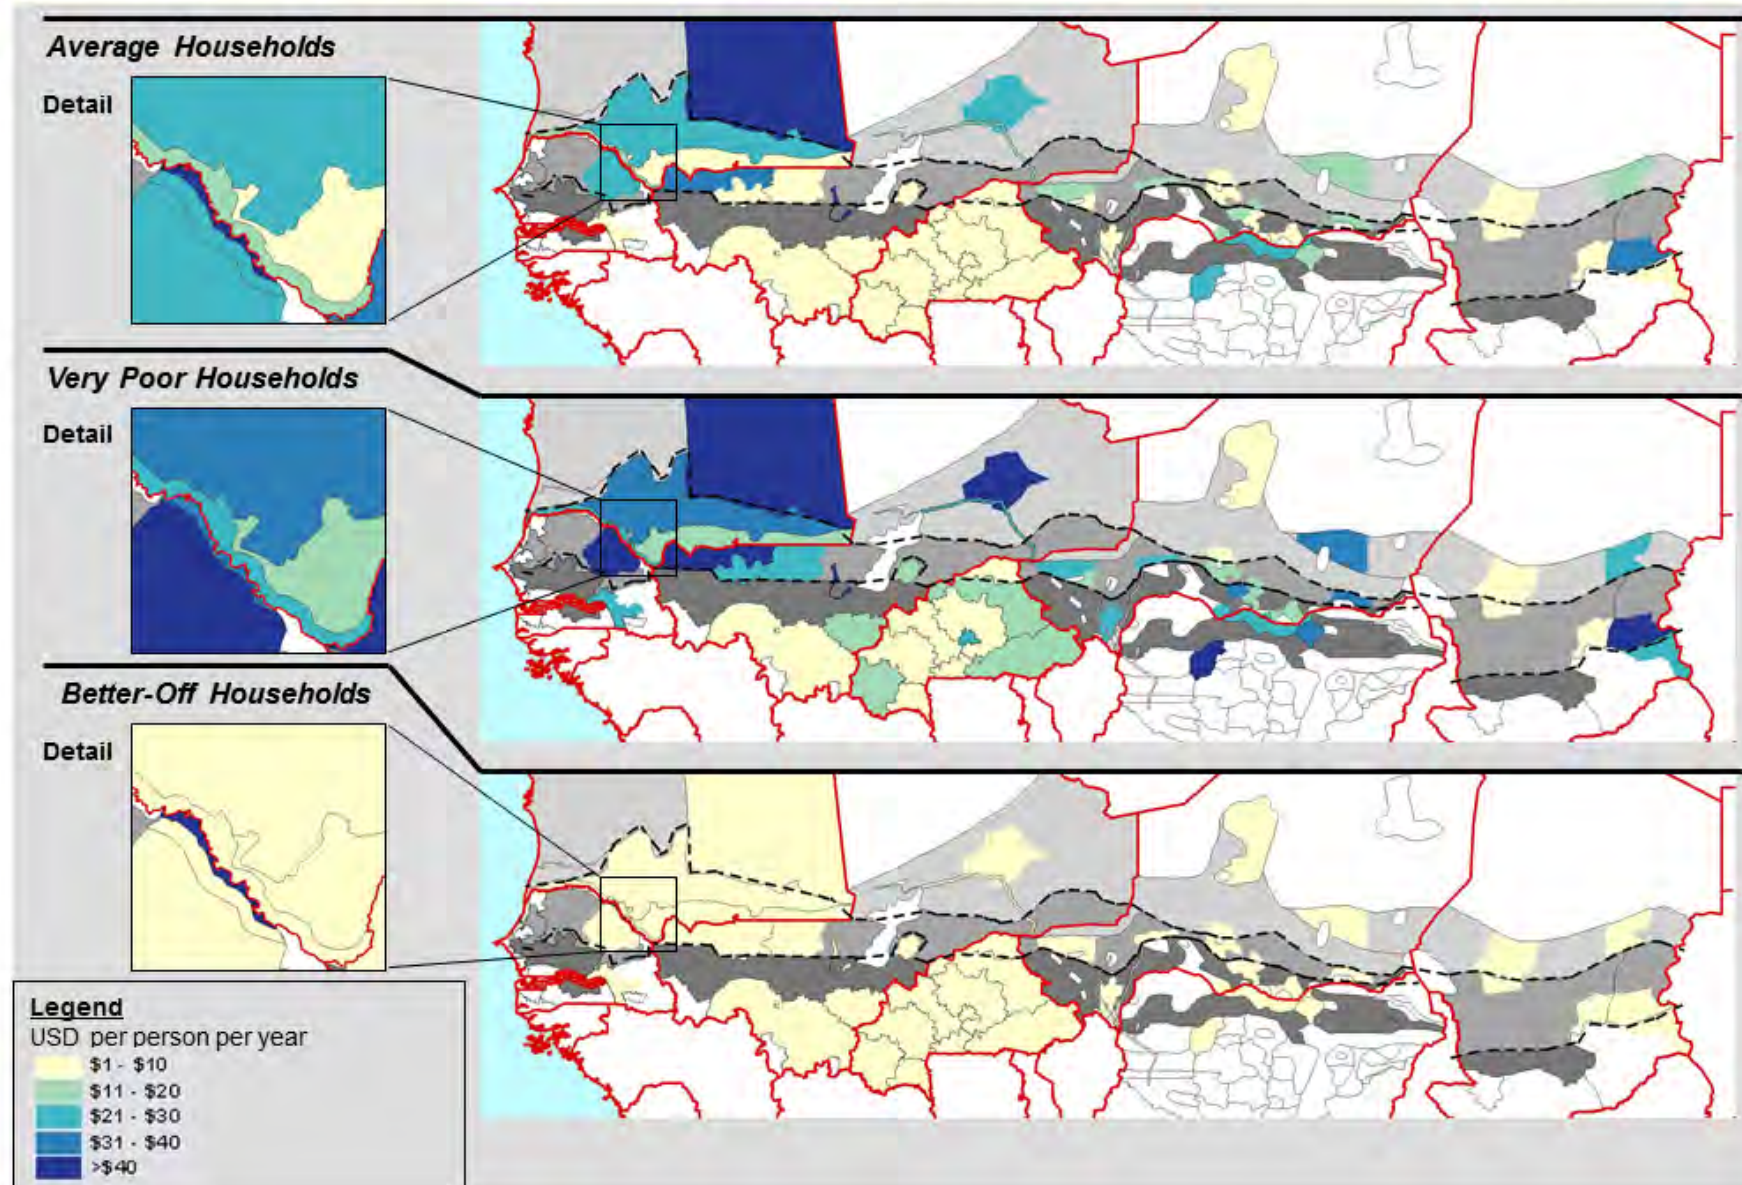 Average Households
Detail
Very Poor Households
Detail
Better-Off Households
Detail
Legend
USD per person per year
$1 - $10
$11 - $20
$21 - $30
$31 - $40
>$40